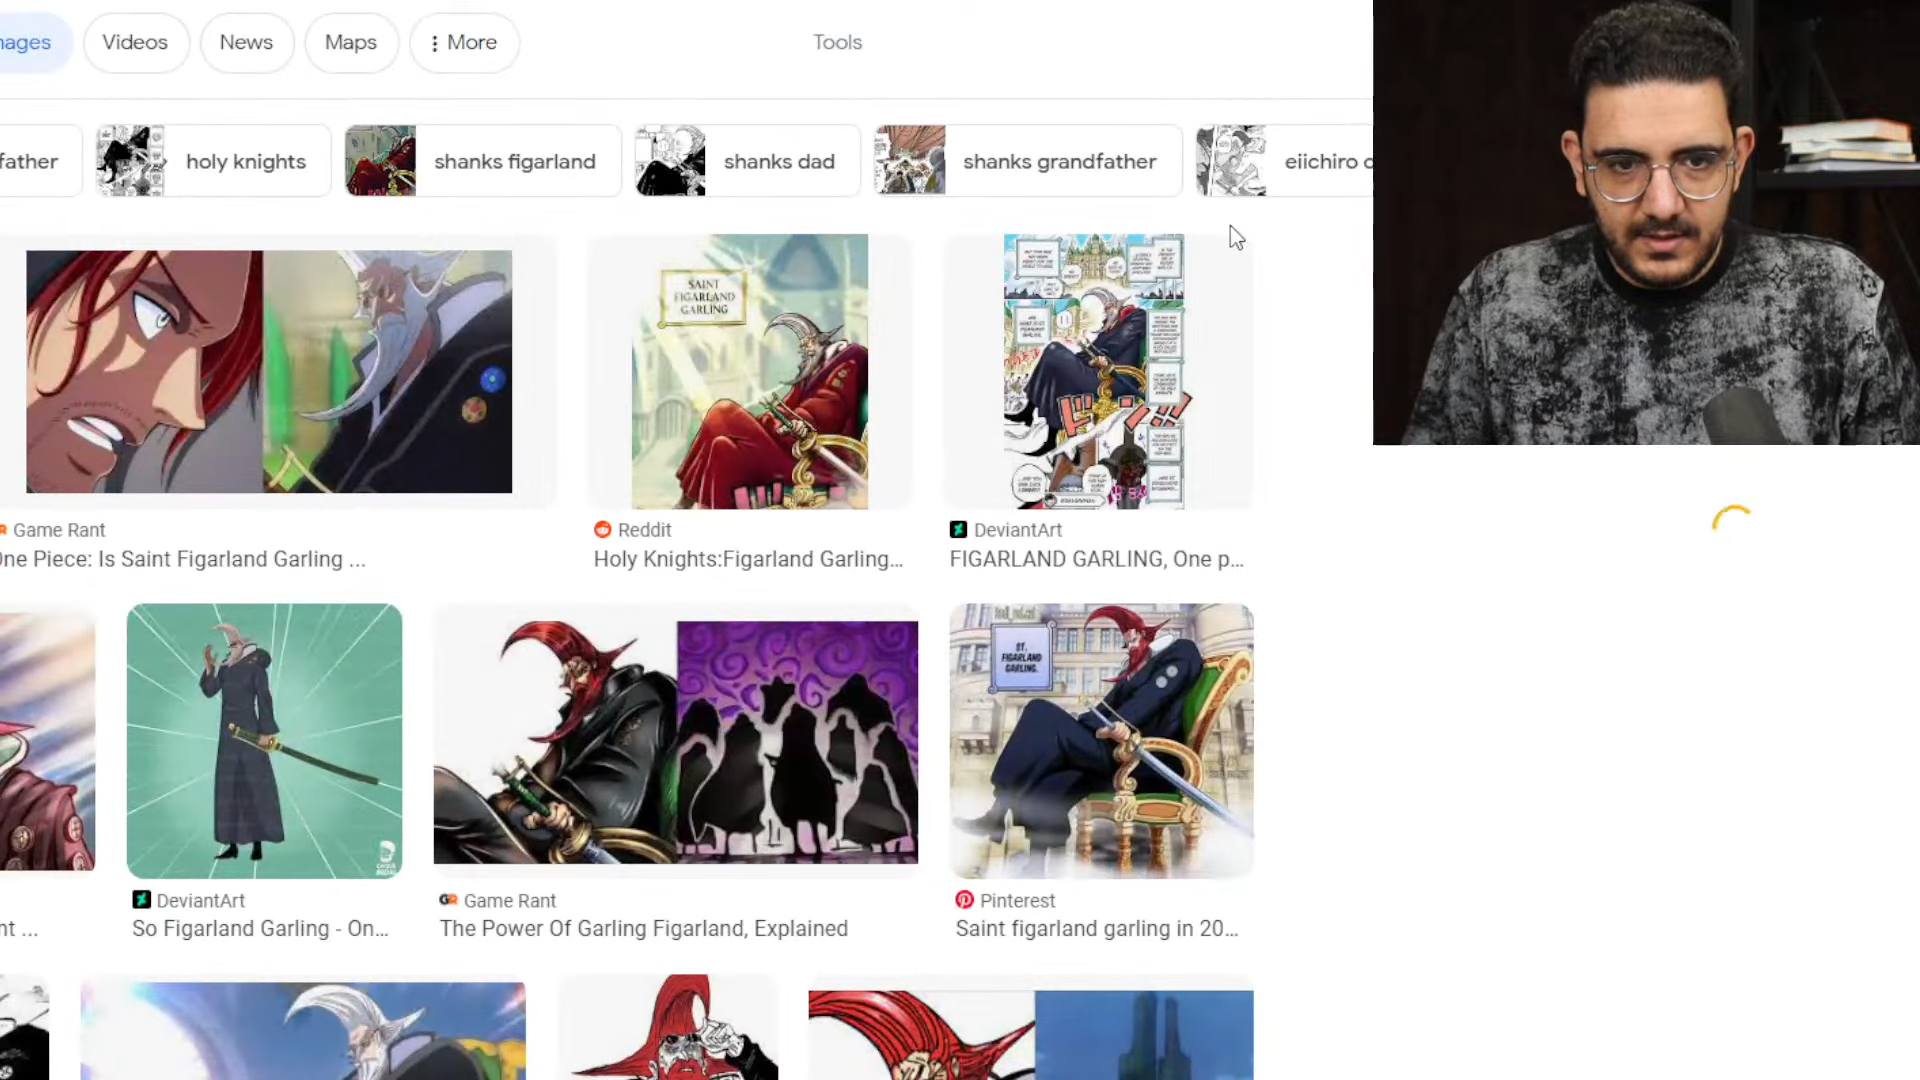 mages
Videos
News
Maps
More
Tools
father
holy knights
shanks figarland
shanks dad
shanks grandfather
eiichiro o
SAINT
FIGARLAND
GARLING
Game Rant
One Piece: Is Saint Figarland Garling ...
Reddit
Holy Knights:Figarland Garling...
DeviantArt
FIGARLAND GARLING, One p...
ST.
FIGARLAND
GARLING.
nt ...
DeviantArt
So Figarland Garling - On...
GR Game Rant
The Power Of Garling Figarland, Explained
Pinterest
Saint figarland garling in 20...